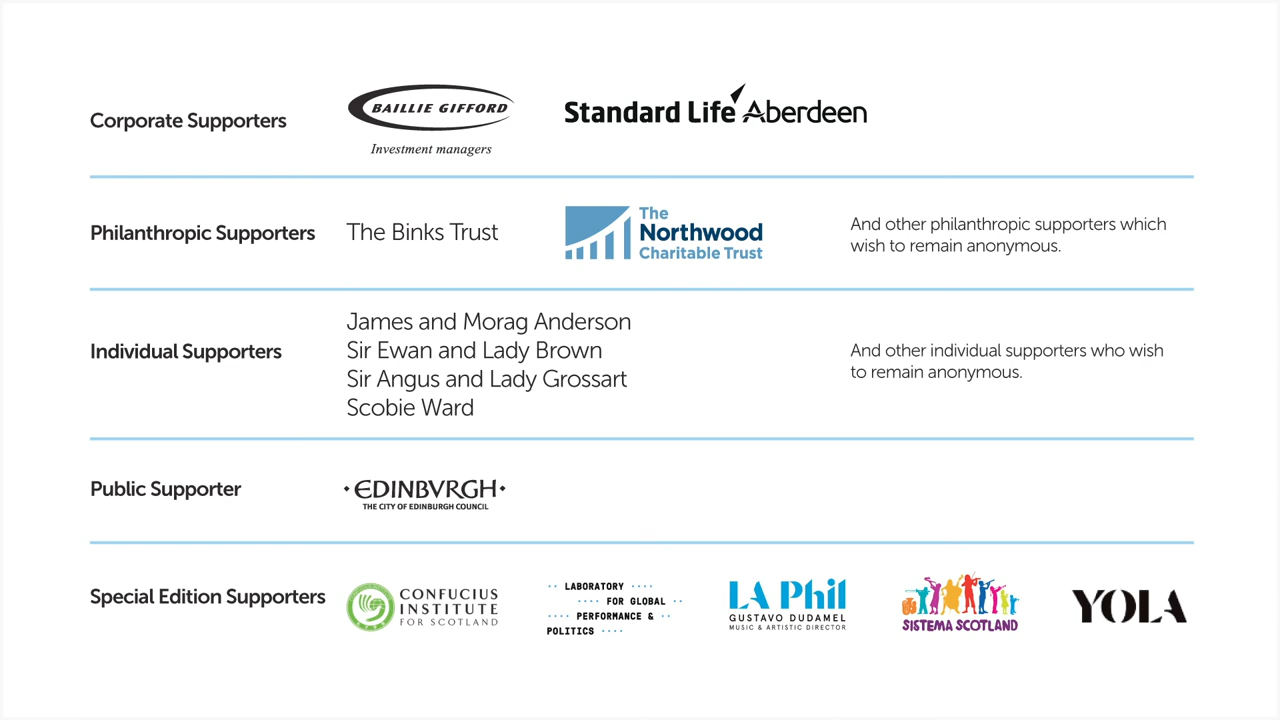 Corporate Supporters
BAILLIE GIFFORD
Investment managers
Standard Life Aberdeen
Philanthropic Supporters
The Binks Trust
The
Northwood
Charitable Trust
And other philanthropic supporters which
wish to remain anonymous.
Individual Supporters
James and Morag Anderson
Sir Ewan and Lady Brown
Sir Angus and Lady Grossart
Scobie Ward
And other individual supporters who wish
to remain anonymous.
Public Supporter
·EDINBVRGH·
THE CITY OF EDINBURGH COUNCIL
Special Edition Supporters
CONFUCIUS
INSTITUTE
FOR SCOTLAND
·· LABORATORY ····
···· FOR GLOBAL ··
···· PERFORMANCE & ··
POLITICS ····
LA Phil
GUSTAVO DUDAMEL
MUSIC & ARTISTIC DIRECTOR
SISTEMA SCOTLAND
YOLA